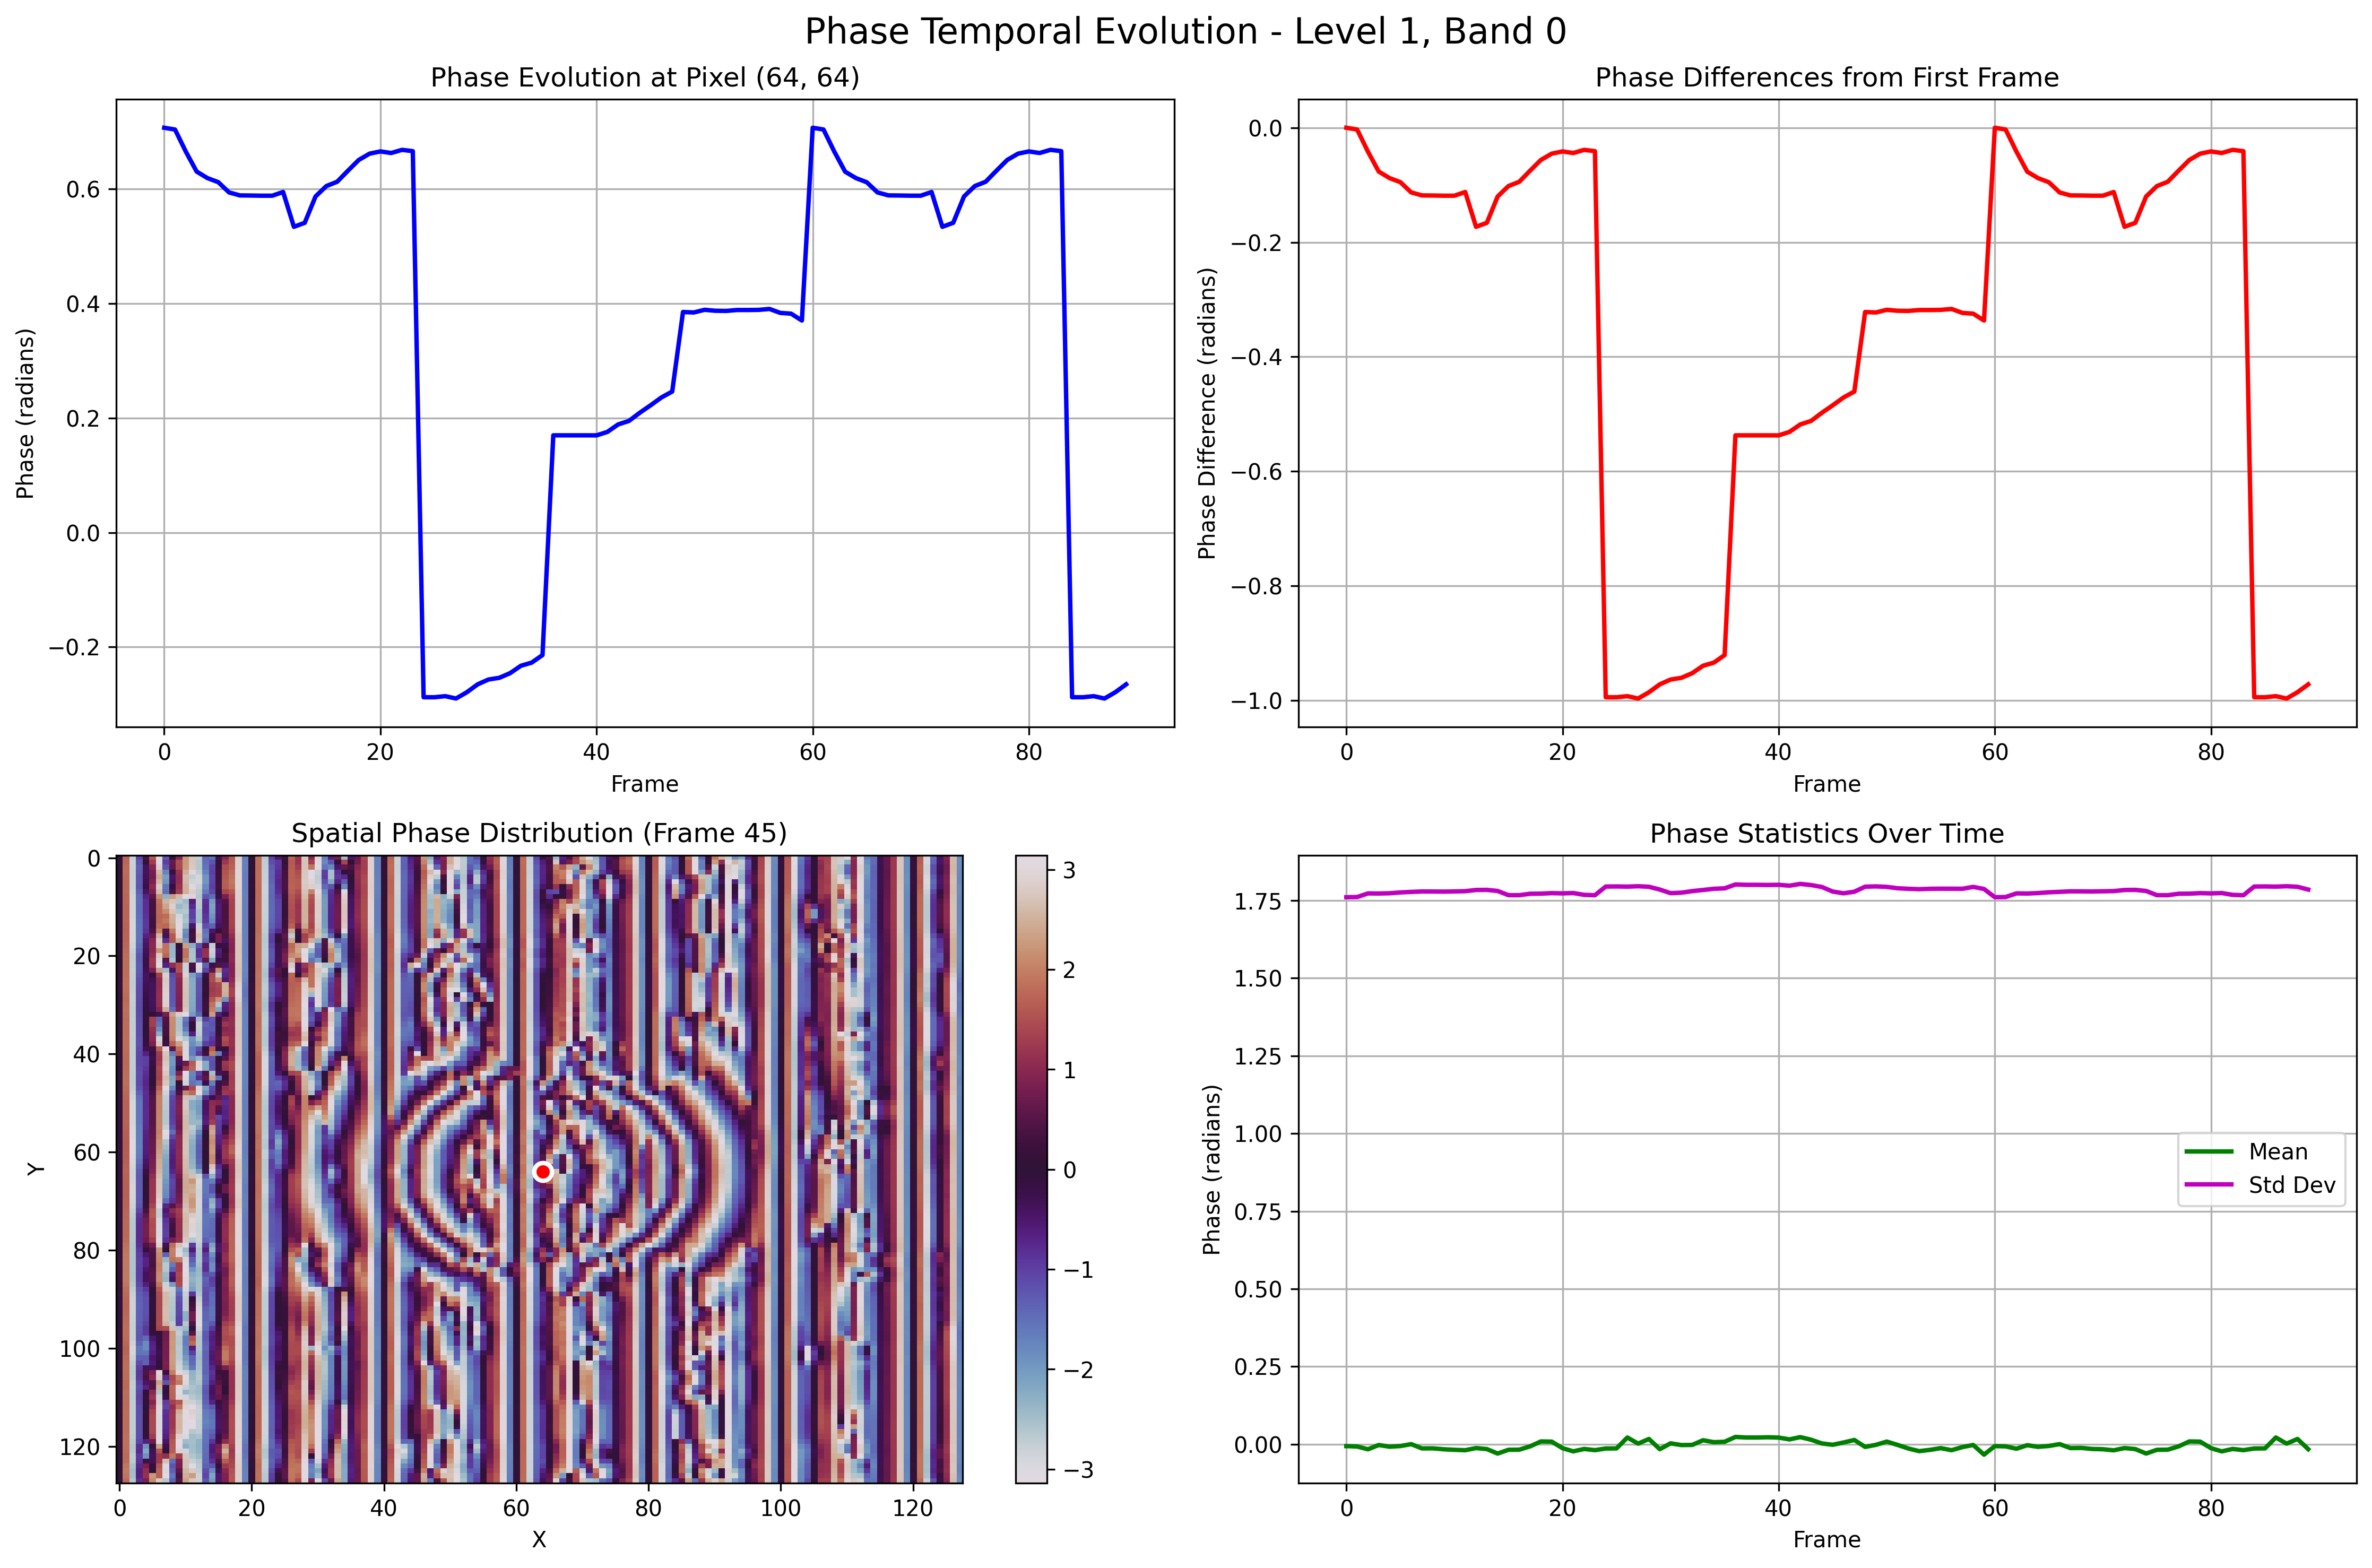 Phase Temporal Evolution - Level 1, Band 0
Phase Evolution at Pixel (64, 64)
Phase (radians)
0.6
0.4
0.2
0.0
−0.2
0 20 40 60 80
Frame
Phase Differences from First Frame
Phase Difference (radians)
0.0
−0.2
−0.4
−0.6
−0.8
−1.0
0 20 40 60 80
Frame
Spatial Phase Distribution (Frame 45)
Y
0
20
40
60
80
100
120
0 20 40 60 80 100 120
X
3
2
1
0
−1
−2
−3
Phase Statistics Over Time
Phase (radians)
1.75
1.50
1.25
1.00
0.75
0.50
0.25
0.00
Mean
Std Dev
0 20 40 60 80
Frame